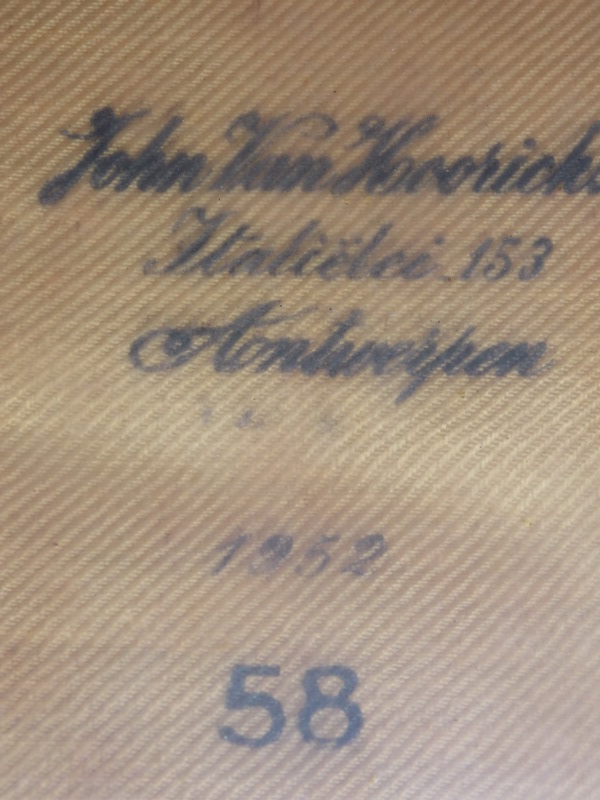 John Van Hoorick
Italiëlei 153
Antwerpen
1952
58